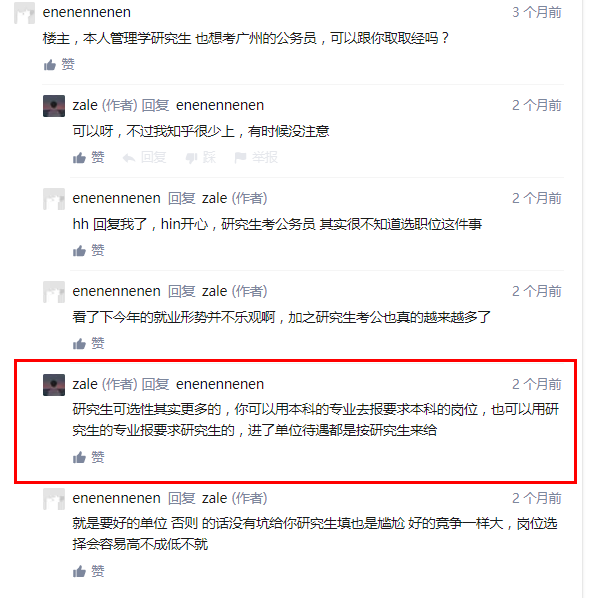 enenennenen 3 个月前
楼主，本人管理学研究生 也想考广州的公务员，可以跟你取取经吗？
赞
zale (作者) 回复 enenennenen 2 个月前
可以呀，不过我知乎很少上，有时候没注意
赞 回复 踩 举报
enenennenen 回复 zale (作者) 2 个月前
hh 回复我了，hin开心，研究生考公务员 其实很不知道选职位这件事
赞
enenennenen 回复 zale (作者) 2 个月前
看了下今年的就业形势并不乐观啊，加之研究生考公也真的越来越多了
赞
zale (作者) 回复 enenennenen 2 个月前
研究生可选性其实更多的，你可以用本科的专业去报要求本科的岗位，也可以用研
究生的专业报要求研究生的，进了单位待遇都是按研究生来给
赞
enenennenen 回复 zale (作者) 2 个月前
就是要好的单位 否则 的话没有坑给你研究生填也是尴尬 好的竞争一样大，岗位选
择会容易高不成低不就
赞